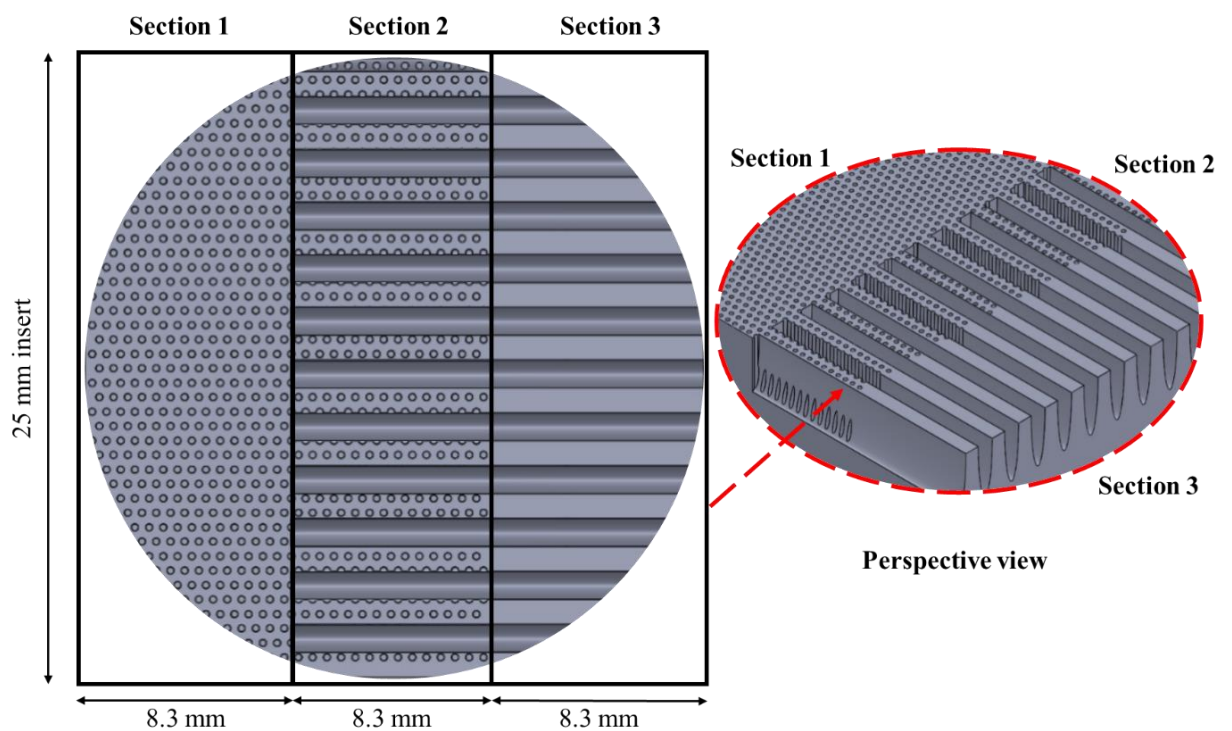 Section 1
Section 2
Section 3
25 mm insert
8.3 mm
8.3 mm
8.3 mm
Section 1
Section 2
Section 3
Perspective view